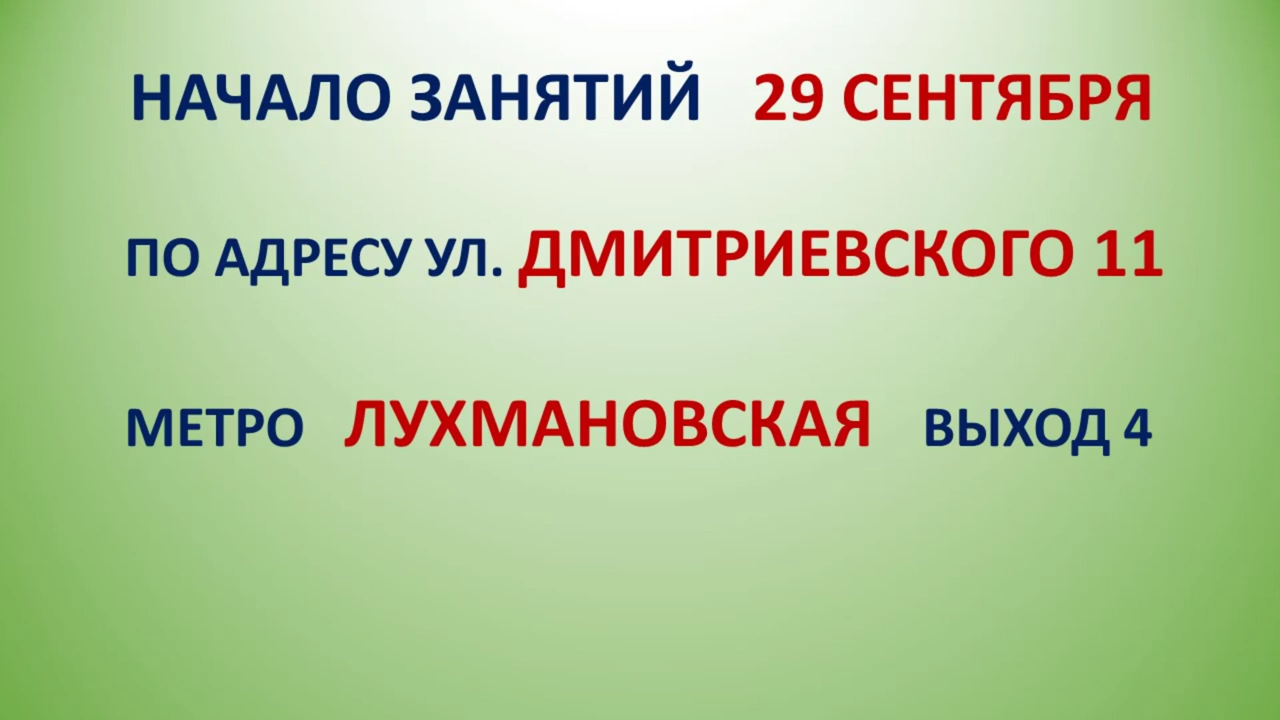 НАЧАЛО ЗАНЯТИЙ 29 СЕНТЯБРЯ
ПО АДРЕСУ УЛ. ДМИТРИЕВСКОГО 11
МЕТРО ЛУХМАНОВСКАЯ ВЫХОД 4